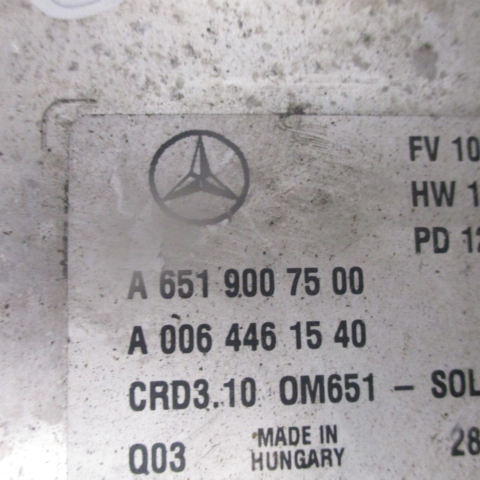 FV 10
HW 1
PD 12
A 651 900 75 00
A 006 446 15 40
CRD3.10 OM651 – SOL
Q03 MADE IN HUNGARY 28